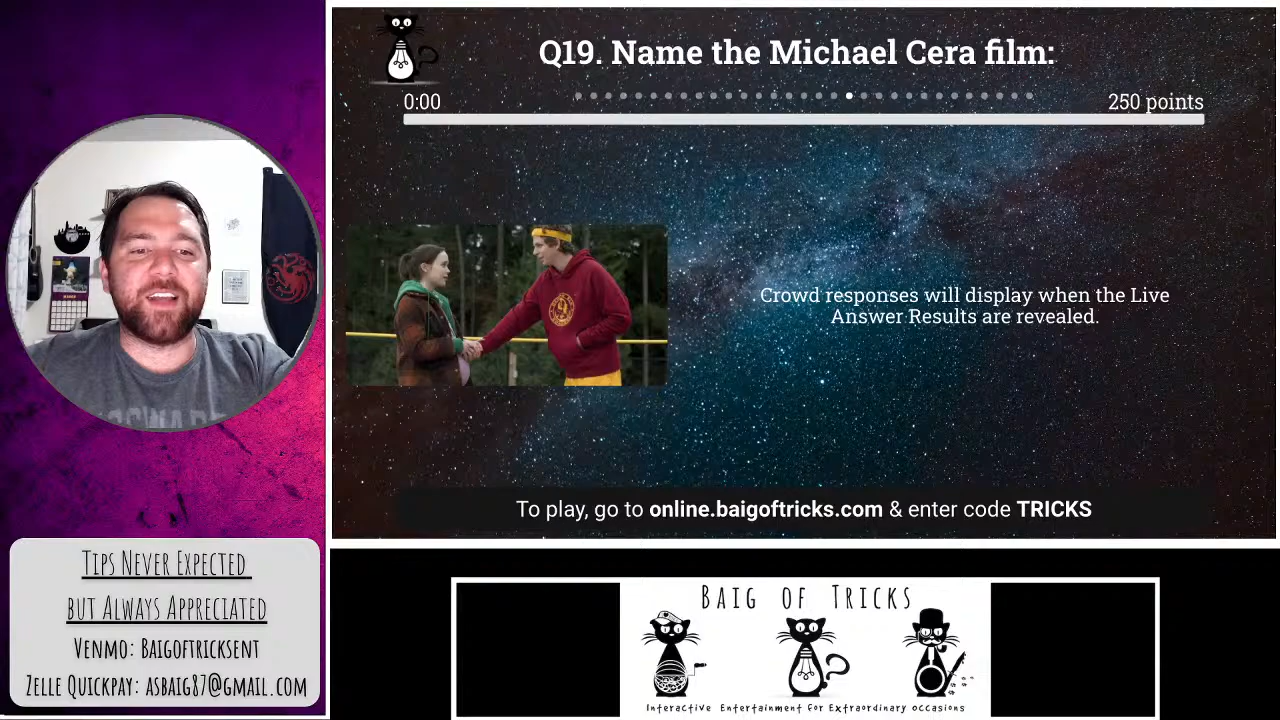 Q19. Name the Michael Cera film:
0:00
250 points
Crowd responses will display when the Live
Answer Results are revealed.
To play, go to online.baigoftricks.com & enter code TRICKS
Tips Never Expected
but Always Appreciated
Venmo: Baigoftricksent
Zelle Quickpay: asbaig87@gmail.com
Baig of Tricks
Interactive Entertainment for Extraordinary Occasions